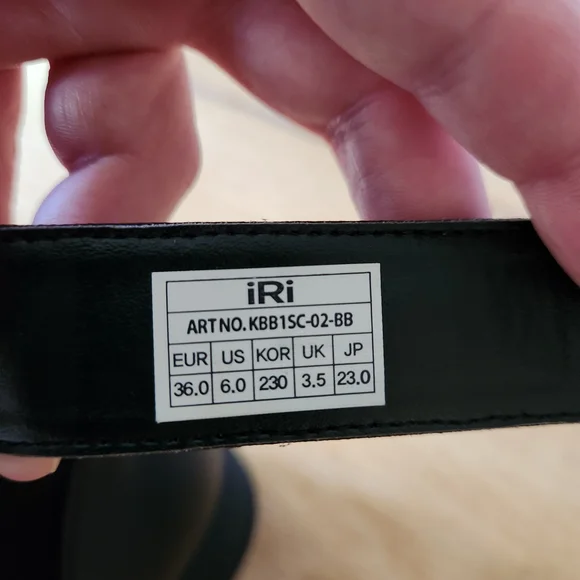 iRi
ART NO. KBB1SC-02-BB
EUR US KOR UK JP
36.0 6.0 230 3.5 23.0